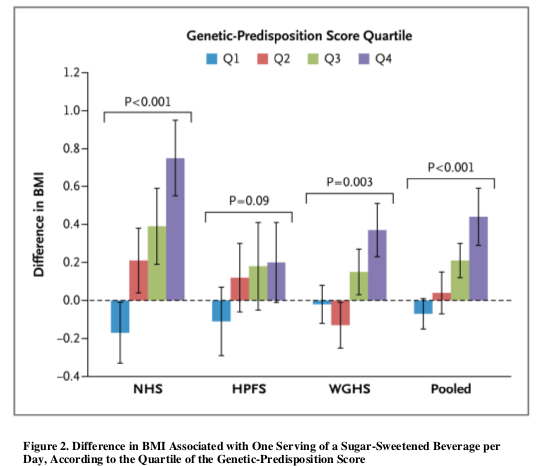 Genetic-Predisposition Score Quartile
Q1 Q2 Q3 Q4
1.2
1.0
0.8
0.6
0.4
0.2
0.0
−0.2
−0.4
Difference in BMI
P<0.001
P=0.09
P=0.003
P<0.001
NHS HPFS WGHS Pooled
Figure 2. Difference in BMI Associated with One Serving of a Sugar-Sweetened Beverage per
Day, According to the Quartile of the Genetic-Predisposition Score